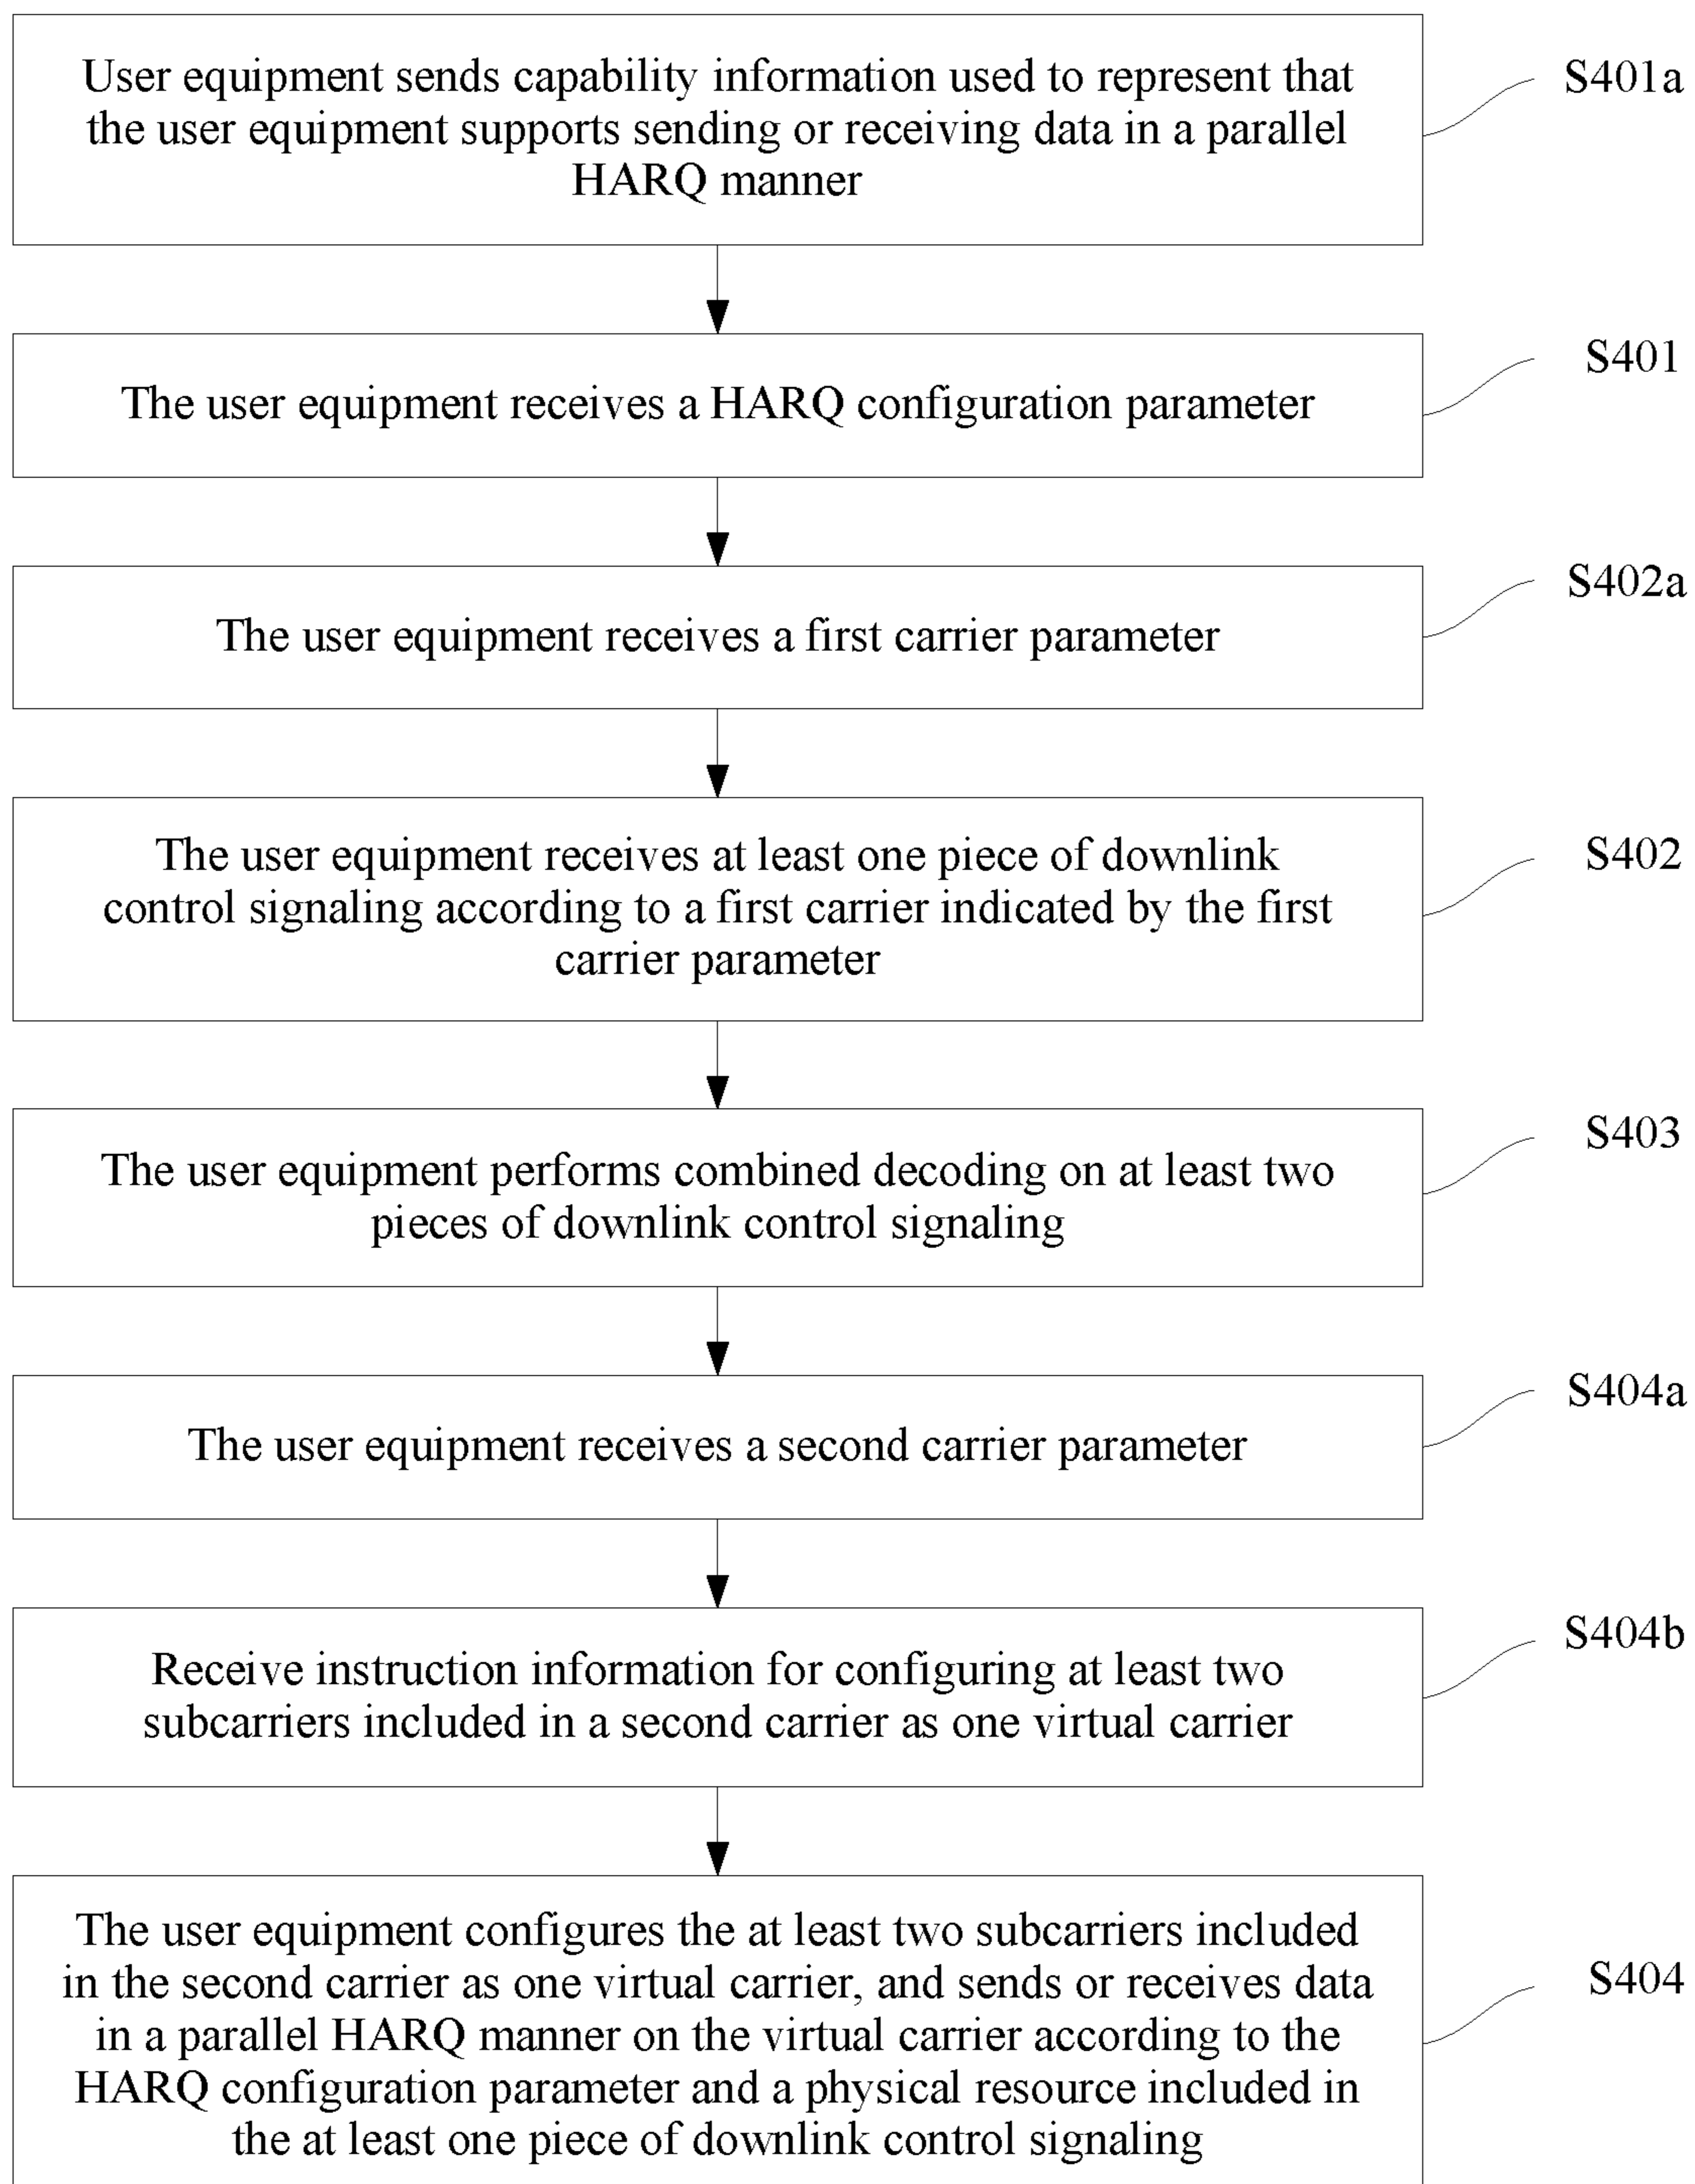 User equipment sends capability information used to represent that
the user equipment supports sending or receiving data in a parallel
HARQ manner
S401a
The user equipment receives a HARQ configuration parameter
S401
The user equipment receives a first carrier parameter
S402a
The user equipment receives at least one piece of downlink
control signaling according to a first carrier indicated by the first
carrier parameter
S402
The user equipment performs combined decoding on at least two
pieces of downlink control signaling
S403
The user equipment receives a second carrier parameter
S404a
Receive instruction information for configuring at least two
subcarriers included in a second carrier as one virtual carrier
S404b
The user equipment configures the at least two subcarriers included
in the second carrier as one virtual carrier, and sends or receives data
in a parallel HARQ manner on the virtual carrier according to the
HARQ configuration parameter and a physical resource included in
the at least one piece of downlink control signaling
S404